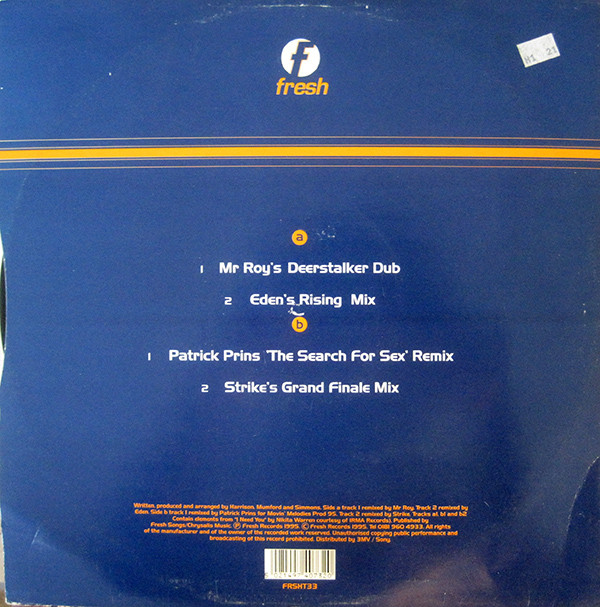 f
fresh
a
1 Mr Roy's Deerstalker Dub
2 Eden's Rising Mix
b
1 Patrick Prins 'The Search For Sex' Remix
2 Strike's Grand Finale Mix
Written, produced and arranged by Harrison, Mumford and Simmons. Side a track 1 remixed by Mr Roy. Track 2 remixed by
Eden. Side b track 1 remixed by Patrick Prins for Movin' Melodies Prod 95. Track 2 remixed by Strike. Tracks a1, b1 and b2
Contain elements from "I Need You" by Nikita Warren courtesy of IRMA Records). Published by
Fresh Songs/Chrysalis Music. ℗ Fresh Records 1995. © Fresh Records 1995. Tel 0181 960 4933. All rights
of the manufacturer and of the owner of the recorded work reserved. Unauthorised copying public performance and
broadcasting of this record prohibited. Distributed by 3MV / Sony
FRSHT33